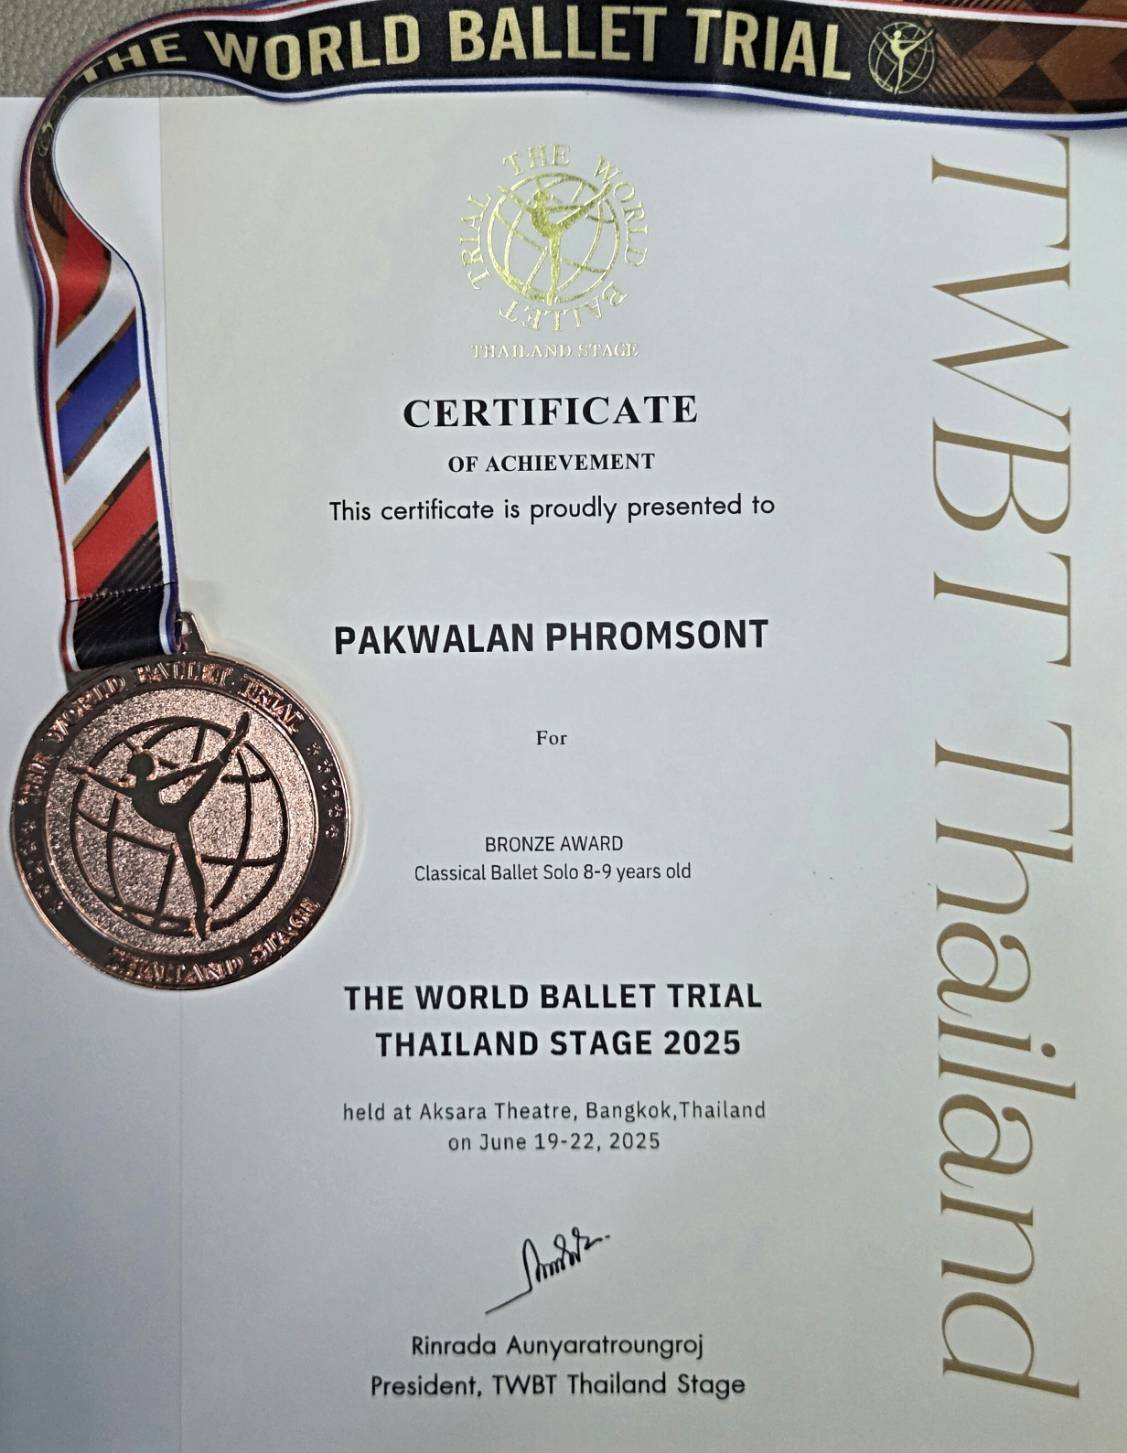 THE WORLD BALLET TRIAL
THE WORLD BALLET TRIAL
THAILAND STAGE
CERTIFICATE
OF ACHIEVEMENT
This certificate is proudly presented to
PAKWALAN PHROMSONT
For
BRONZE AWARD
Classical Ballet Solo 8-9 years old
THE WORLD BALLET TRIAL
THAILAND STAGE 2025
held at Aksara Theatre, Bangkok,Thailand
on June 19-22, 2025
Rinrada Aunyaratroungroj
President, TWBT Thailand Stage
TWBT Thailand
THE WORLD BALLET TRIAL
THAILAND STAGE